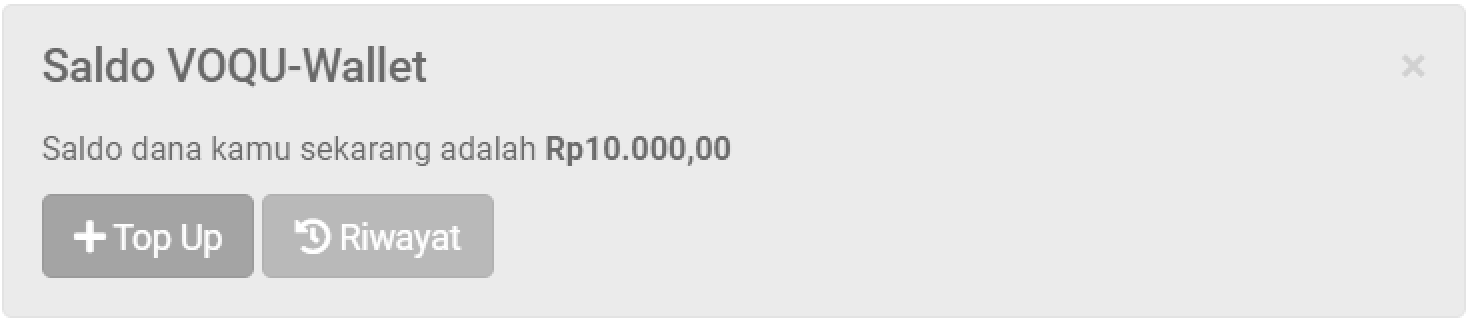 Saldo VOQU-Wallet
Saldo dana kamu sekarang adalah Rp10.000,00
Top Up Riwayat